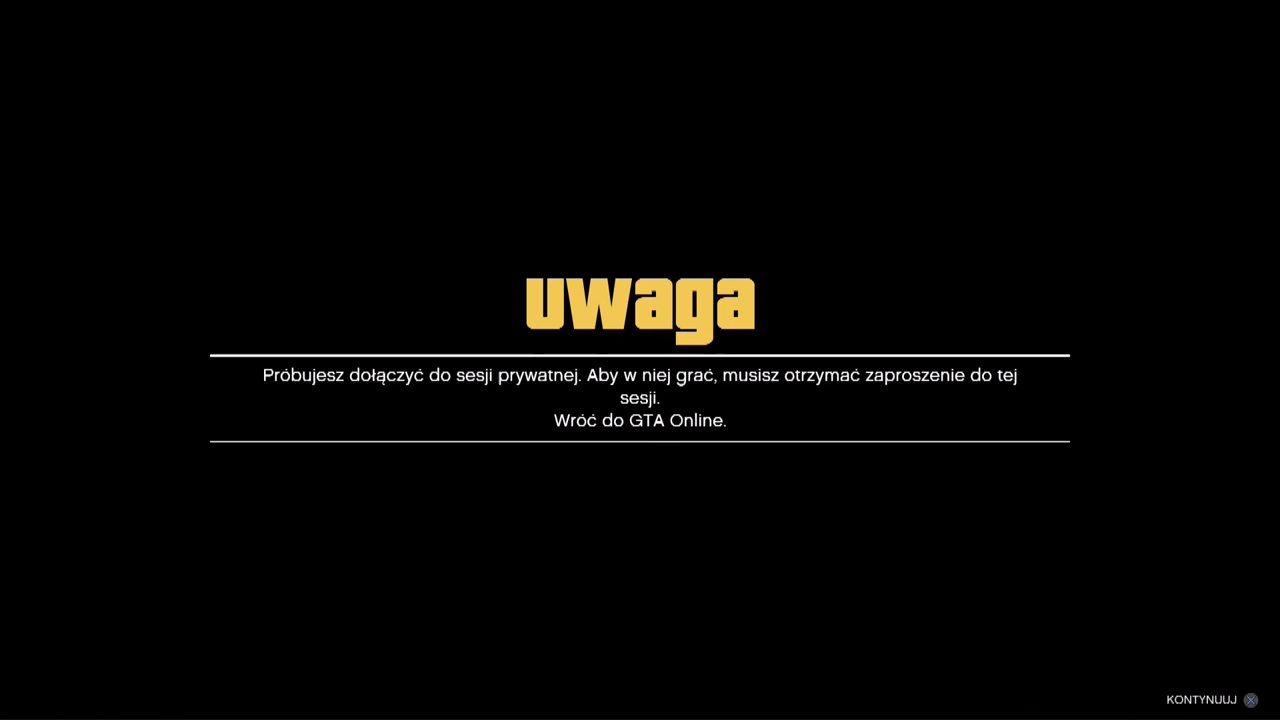 uwaga
Próbujesz dołączyć do sesji prywatnej. Aby w niej grać, musisz otrzymać zaproszenie do tej
sesji.
Wróć do GTA Online.
KONTYNUUJ